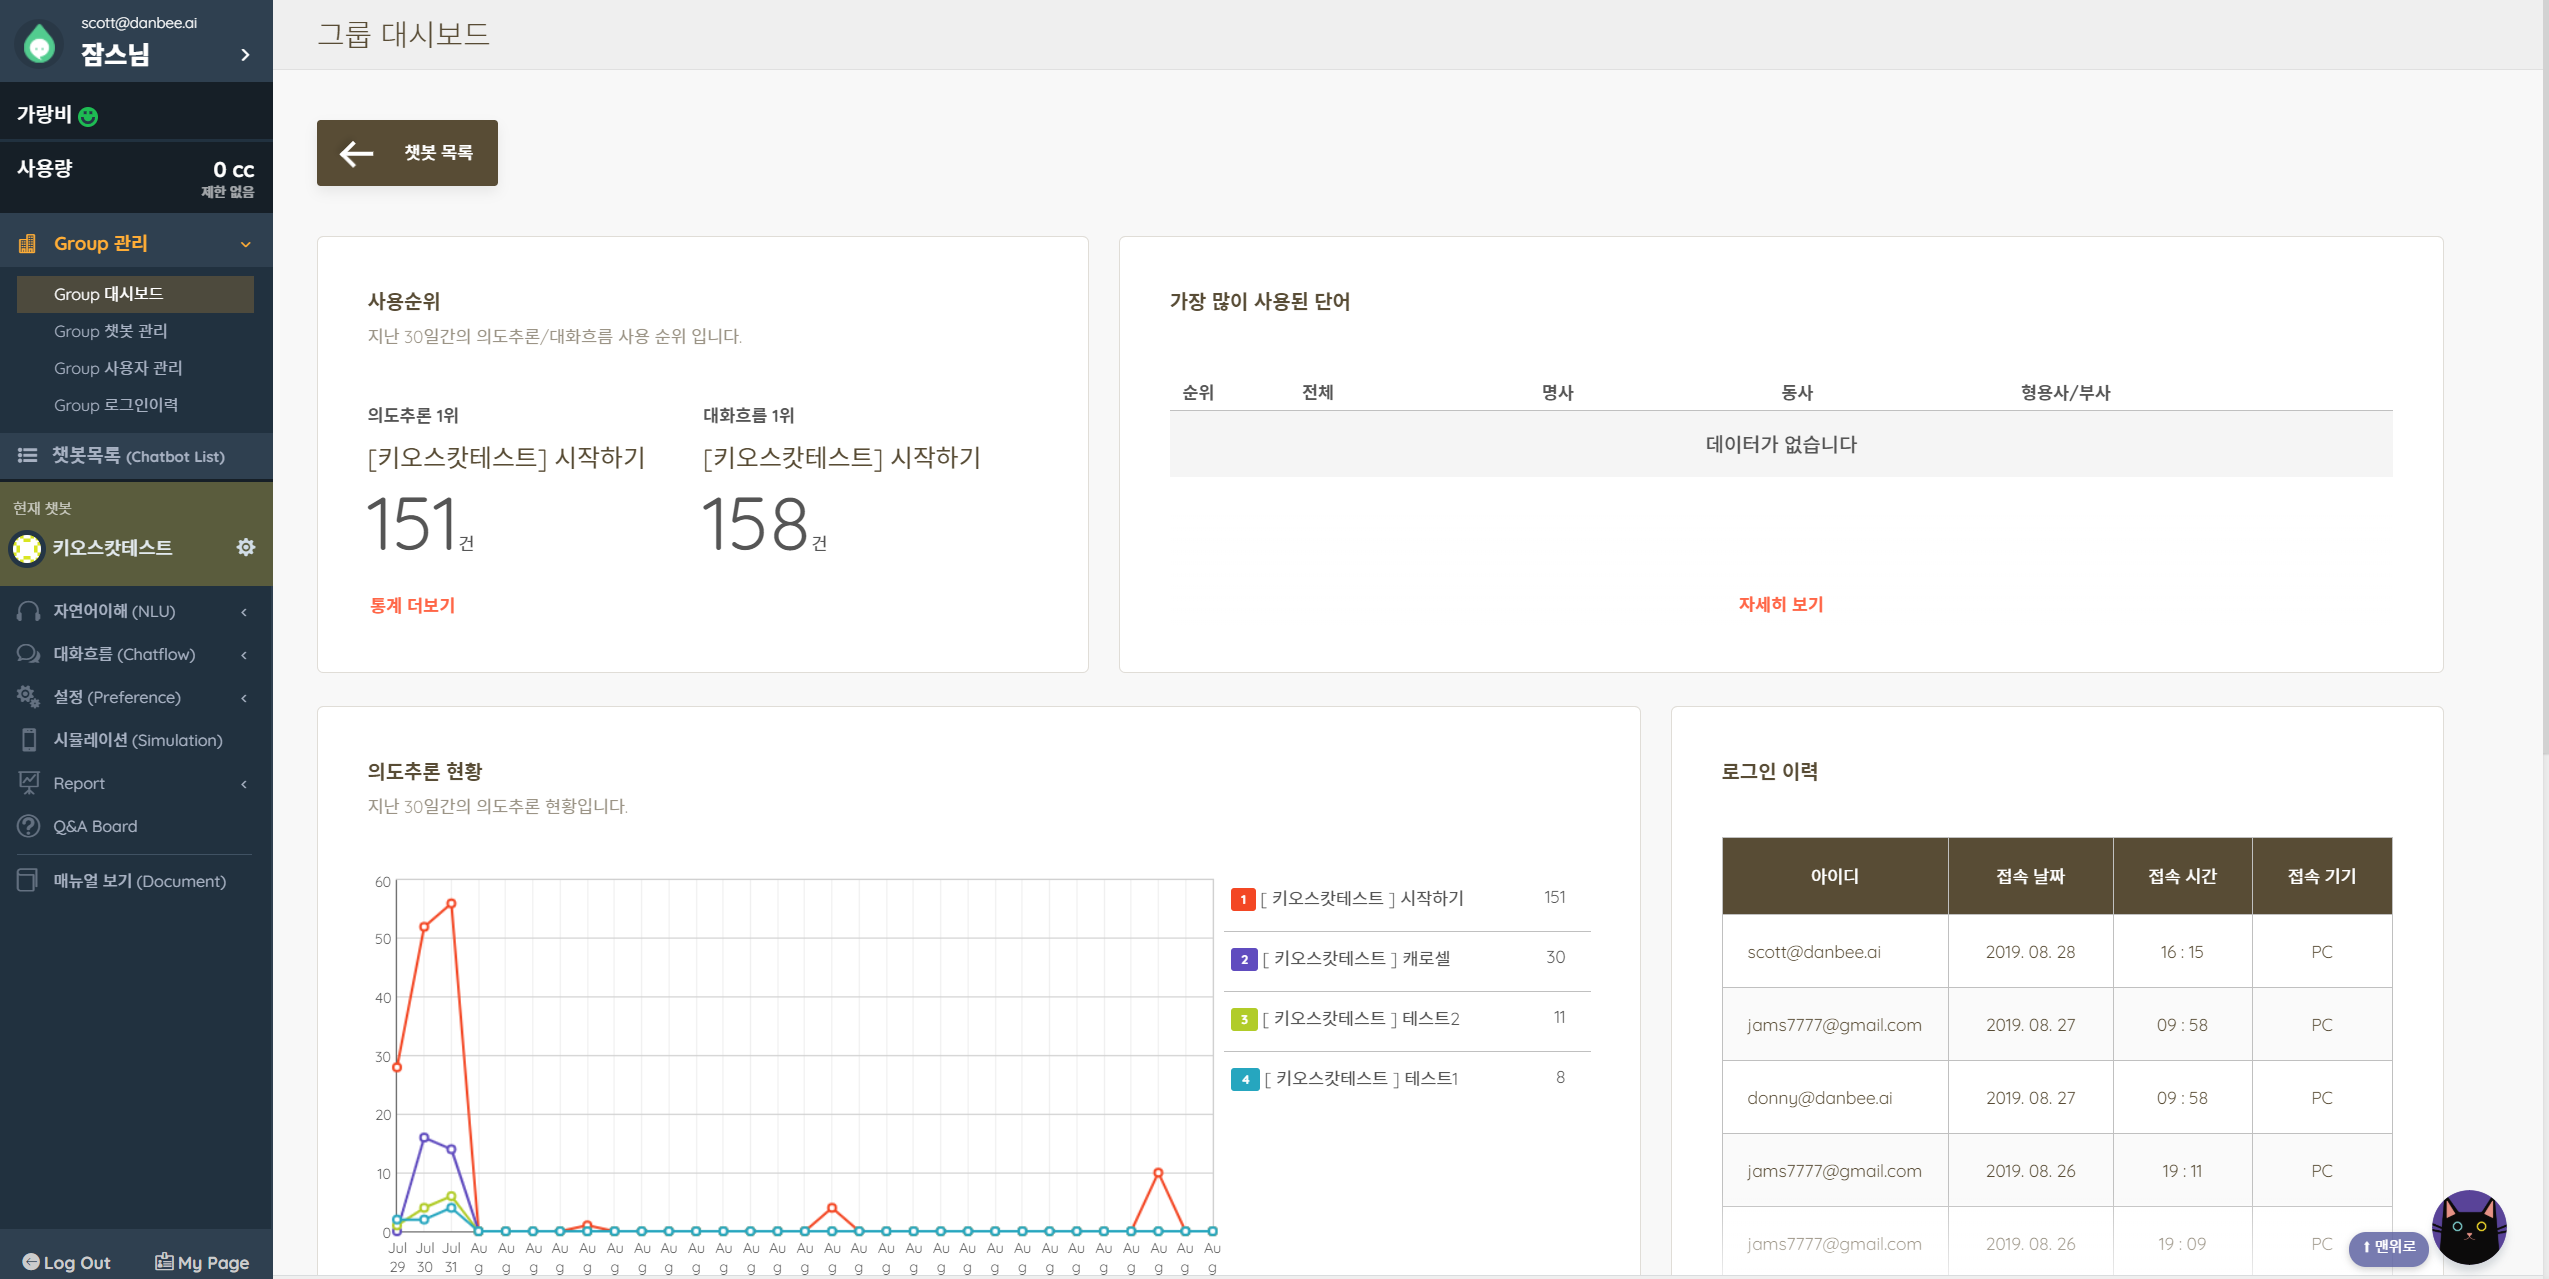 scott@danbee.ai
잠스님
가랑비
사용량
0 cc
제한 없음
Group 관리
Group 대시보드
Group 챗봇 관리
Group 사용자 관리
Group 로그인이력
챗봇목록 (Chatbot List)
현재 챗봇
키오스캇테스트
자연어이해 (NLU)
대화흐름 (Chatflow)
설정 (Preference)
시뮬레이션 (Simulation)
Report
Q&A Board
매뉴얼 보기 (Document)
Log Out
My Page
그룹 대시보드
챗봇 목록
사용순위
지난 30일간의 의도추론/대화흐름 사용 순위 입니다.
의도추론 1위
[키오스캇테스트] 시작하기
151 건
대화흐름 1위
[키오스캇테스트] 시작하기
158 건
통계 더보기
가장 많이 사용된 단어
순위 전체 명사 동사 형용사/부사
데이터가 없습니다
자세히 보기
의도추론 현황
지난 30일간의 의도추론 현황입니다.
60
50
40
30
20
10
0
Jul Jul Jul Au Au Au Au Au Au Au Au Au Au Au Au Au Au Au Au Au Au Au Au Au Au Au Au Au Au Au Au
29 30 31 g g g g g g g g g g g g g g g g g g g g g g g g g g g g
1 [ 키오스캇테스트 ] 시작하기 151
2 [ 키오스캇테스트 ] 캐로셀 30
3 [ 키오스캇테스트 ] 테스트2 11
4 [ 키오스캇테스트 ] 테스트1 8
로그인 이력
아이디 접속 날짜 접속 시간 접속 기기
scott@danbee.ai 2019. 08. 28 16 : 15 PC
jams7777@gmail.com 2019. 08. 27 09 : 58 PC
donny@danbee.ai 2019. 08. 27 09 : 58 PC
jams7777@gmail.com 2019. 08. 26 19 : 11 PC
jams7777@gmail.com 2019. 08. 26 19 : 09 PC
⬆ 맨위로